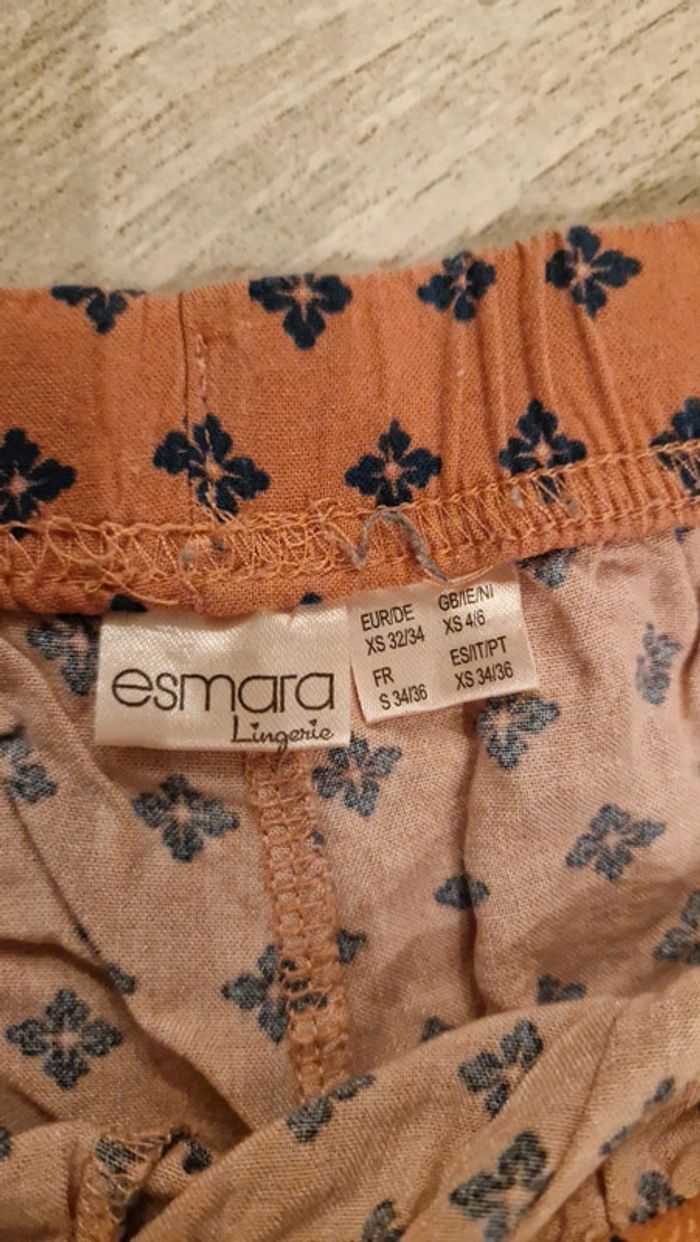 esmara
Lingerie
EUR/DE
XS 32/34
GB/IE/NI
XS 4/6
FR
S 34/36
ES/IT/PT
XS 34/36